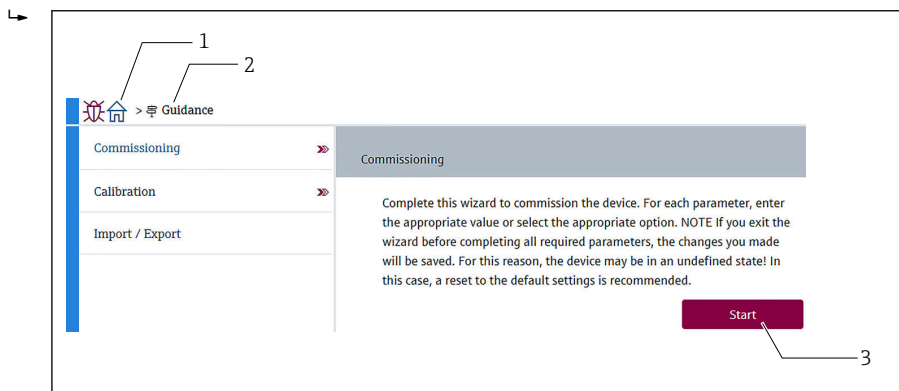 1
2
> Guidance
Commissioning
Calibration
Import / Export
Commissioning
Complete this wizard to commission the device. For each parameter, enter
the appropriate value or select the appropriate option. NOTE If you exit the
wizard before completing all required parameters, the changes you made
will be saved. For this reason, the device may be in an undefined state! In
this case, a reset to the default settings is recommended.
Start
3